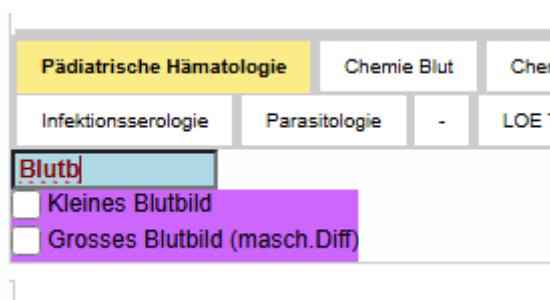 Pädiatrische Hämatologie Chemie Blut
Infektionsserologie Parasitologie - LOE
Blutb
Kleines Blutbild
Grosses Blutbild (masch.Diff)